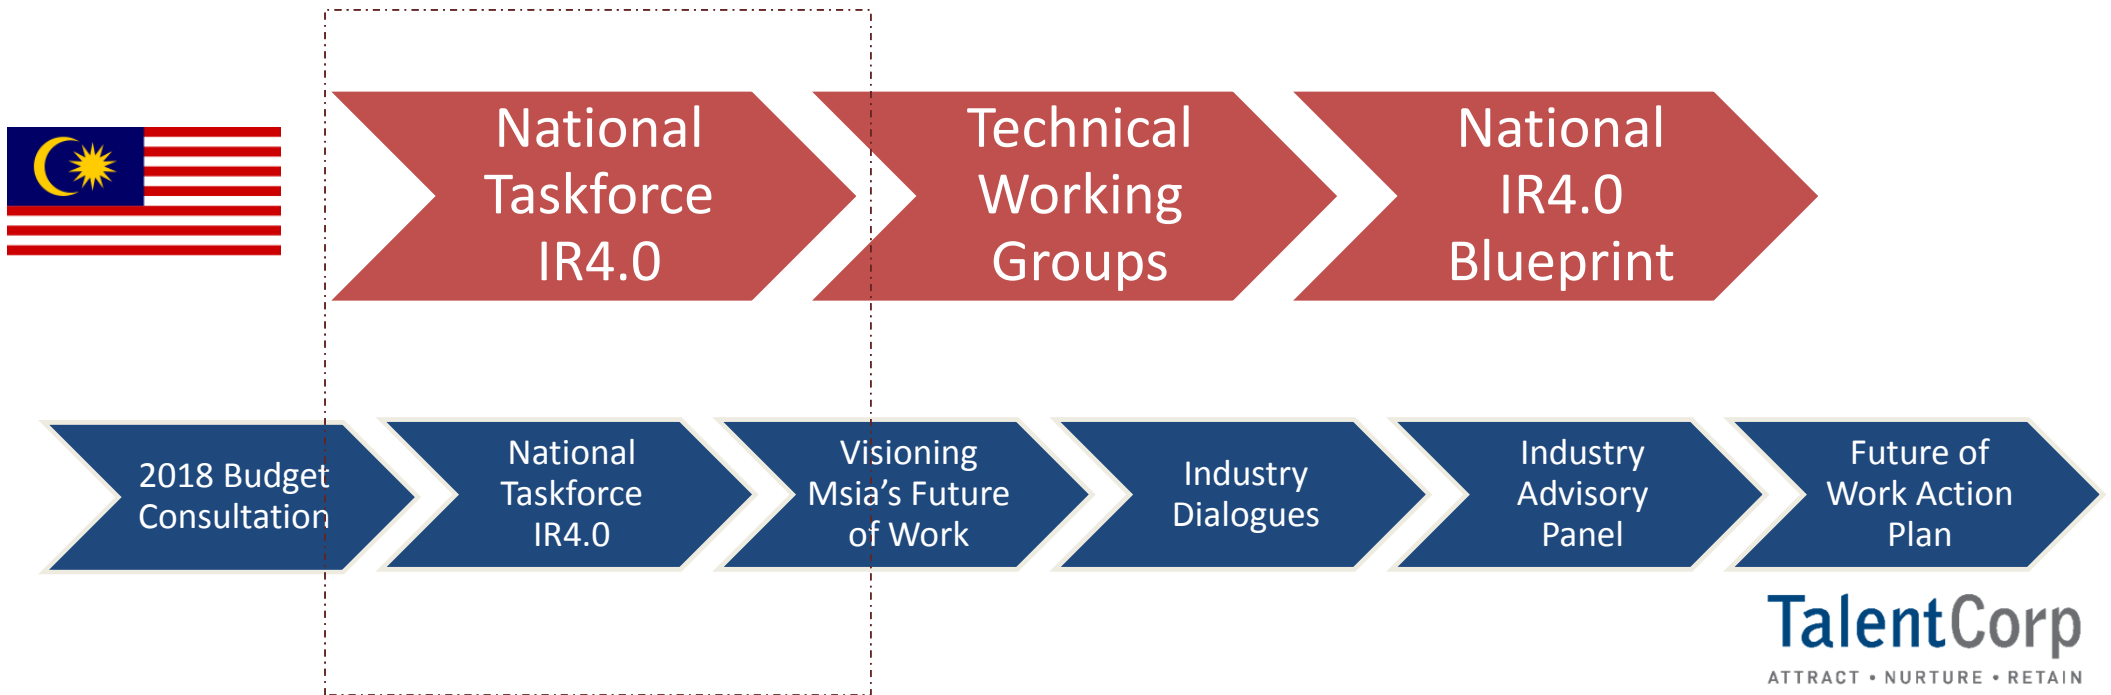 National
Taskforce
IR4.0
Technical
Working
Groups
National
IR4.0
Blueprint
2018 Budget
Consultation
National
Taskforce
IR4.0
Visioning
Msia's Future
of Work
Industry
Dialogues
Industry
Advisory
Panel
Future of
Work Action
Plan
TalentCorp
ATTRACT • NURTURE • RETAIN